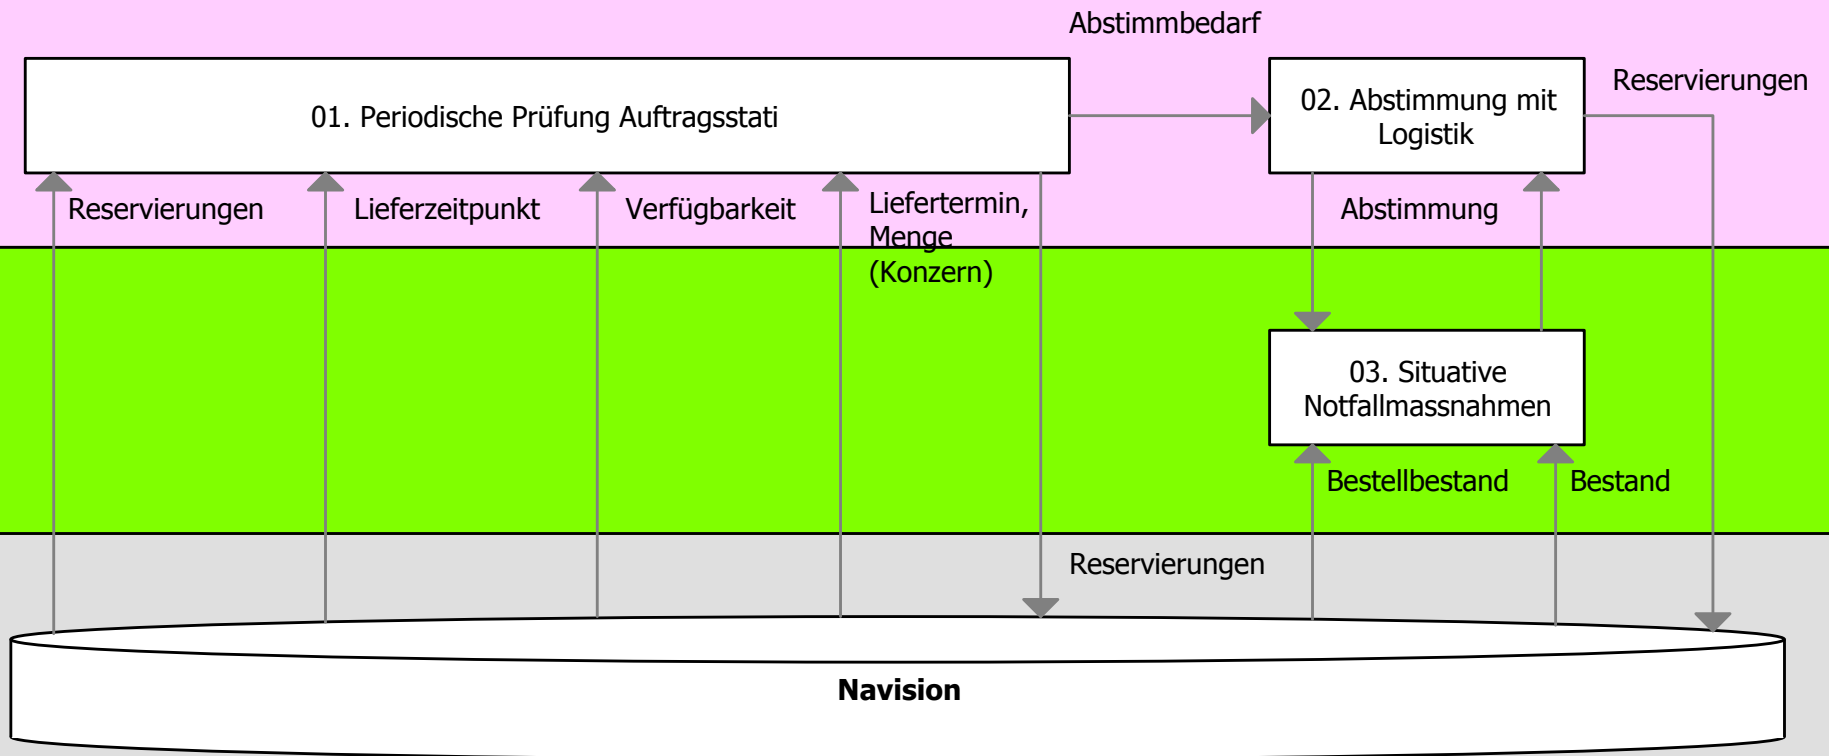 Abstimmbedarf
01. Periodische Prüfung Auftragsstati
02. Abstimmung mit
Logistik
Reservierungen
Reservierungen
Lieferzeitpunkt
Verfügbarkeit
Liefertermin,
Menge
(Konzern)
Abstimmung
03. Situative
Notfallmassnahmen
Bestellbestand
Bestand
Reservierungen
Navision